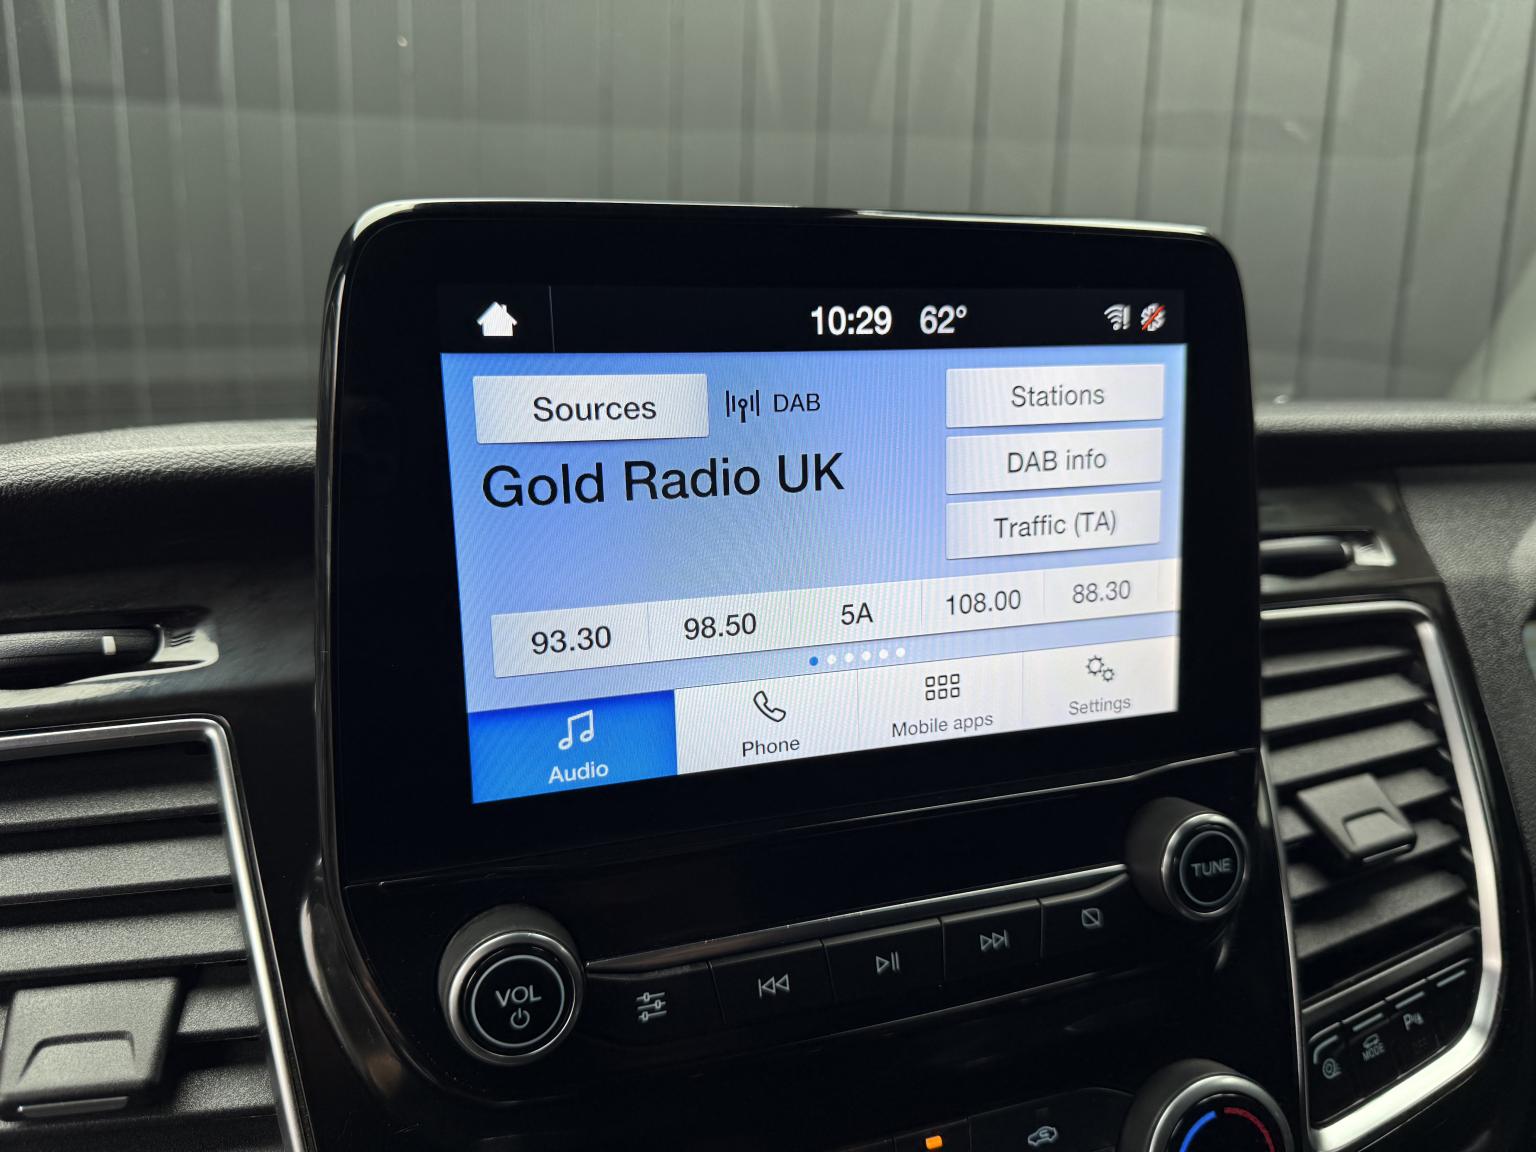 10:29 62°
Sources DAB
Stations
Gold Radio UK
DAB info
Traffic (TA)
93.30 98.50 5A 108.00 88.30
Audio Phone Mobile apps Settings
TUNE
VOL
MODE